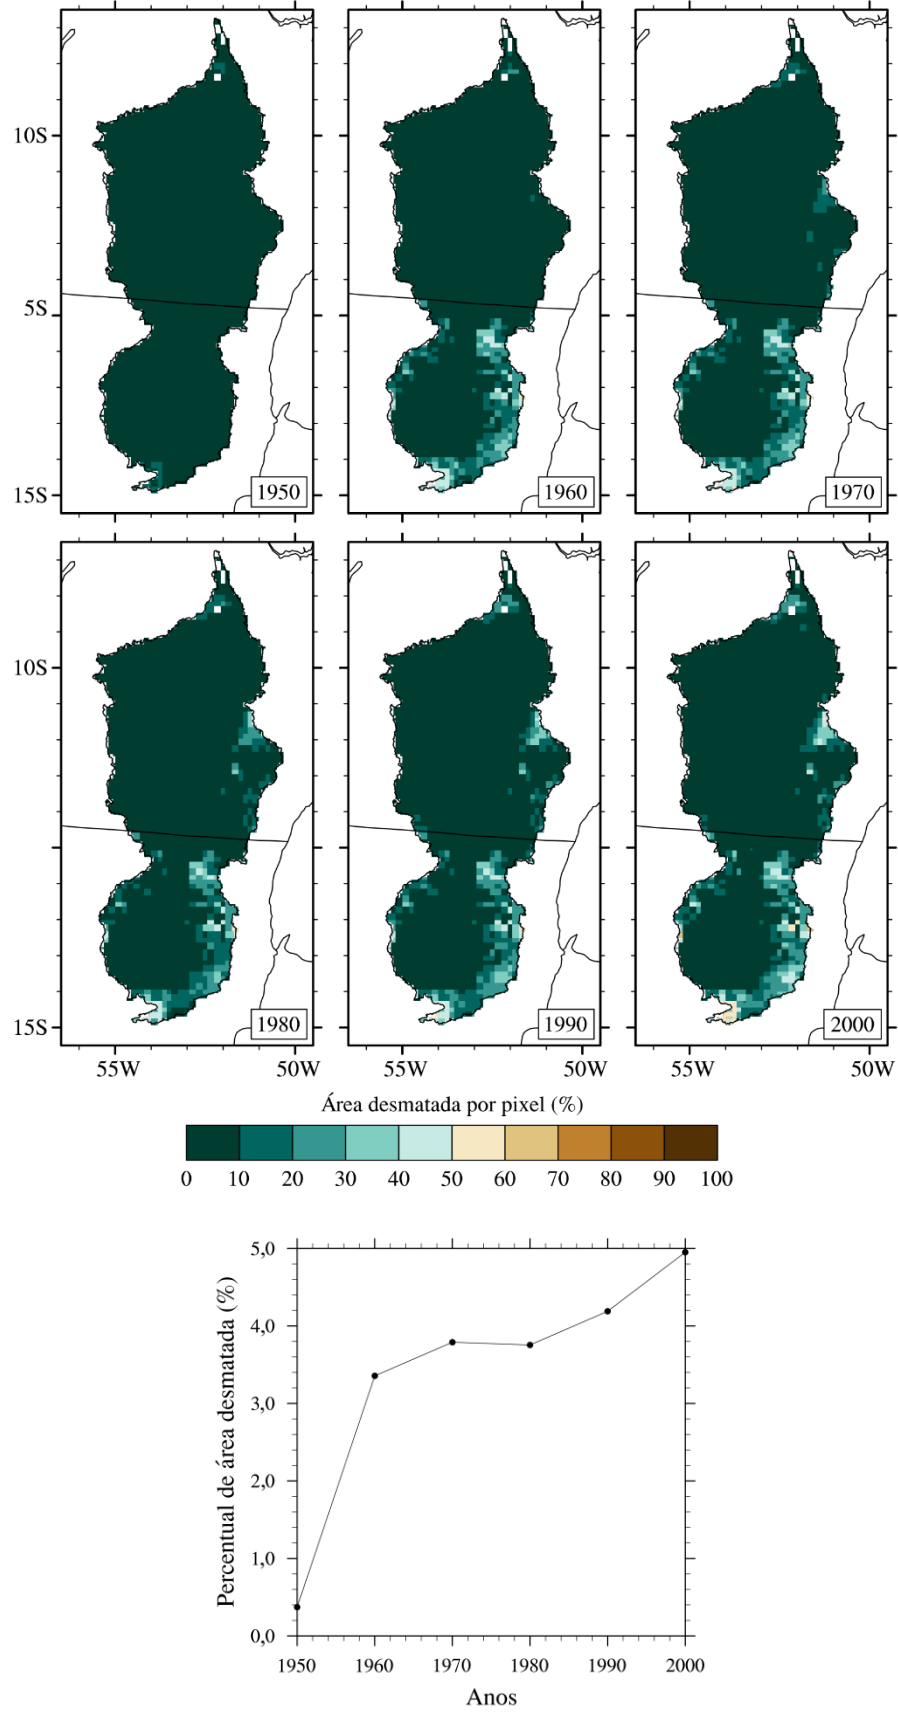 10S
5S
15S
1950
1960
1970
10S
15S
1980
1990
2000
55W 50W 55W 50W 55W 50W
Área desmatada por pixel (%)
0 10 20 30 40 50 60 70 80 90 100
Percentual de área desmatada (%)
5,0
4,0
3,0
2,0
1,0
0,0
1950 1960 1970 1980 1990 2000
Anos